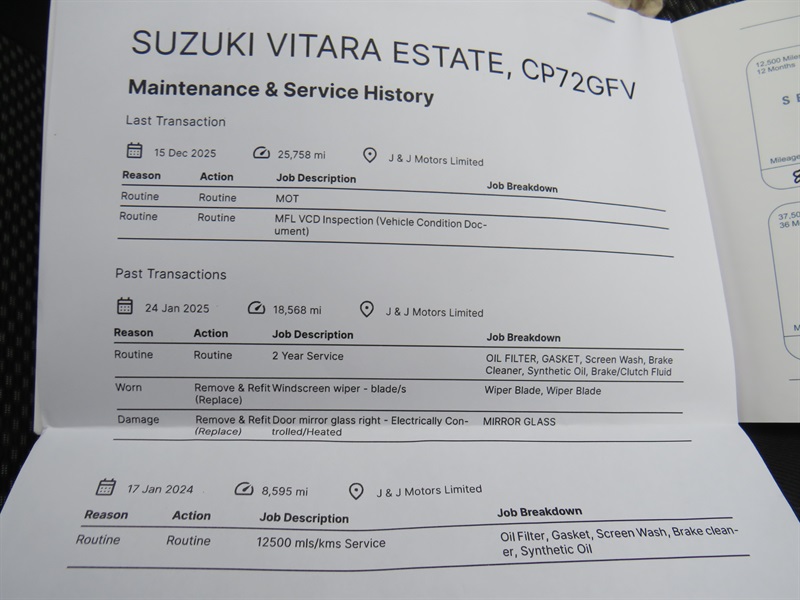 SUZUKI VITARA ESTATE, CP72GFV
Maintenance & Service History
Last Transaction
15 Dec 2025 25,758 mi J & J Motors Limited
Reason Action Job Description Job Breakdown
Routine Routine MOT
Routine Routine MFL VCD Inspection (Vehicle Condition Doc-
ument)
Past Transactions
24 Jan 2025 18,568 mi J & J Motors Limited
Reason Action Job Description Job Breakdown
Routine Routine 2 Year Service OIL FILTER, GASKET, Screen Wash, Brake
Cleaner, Synthetic Oil, Brake/Clutch Fluid
Worn Remove & Refit Windscreen wiper - blade/s Wiper Blade, Wiper Blade
(Replace)
Damage Remove & Refit Door mirror glass right - Electrically Con- MIRROR GLASS
(Replace) trolled/Heated
17 Jan 2024 8,595 mi J & J Motors Limited
Reason Action Job Description Job Breakdown
Routine Routine 12500 mls/kms Service Oil Filter, Gasket, Screen Wash, Brake clean-
er, Synthetic Oil
12,500 Miles
12 Months
S E
Mileage